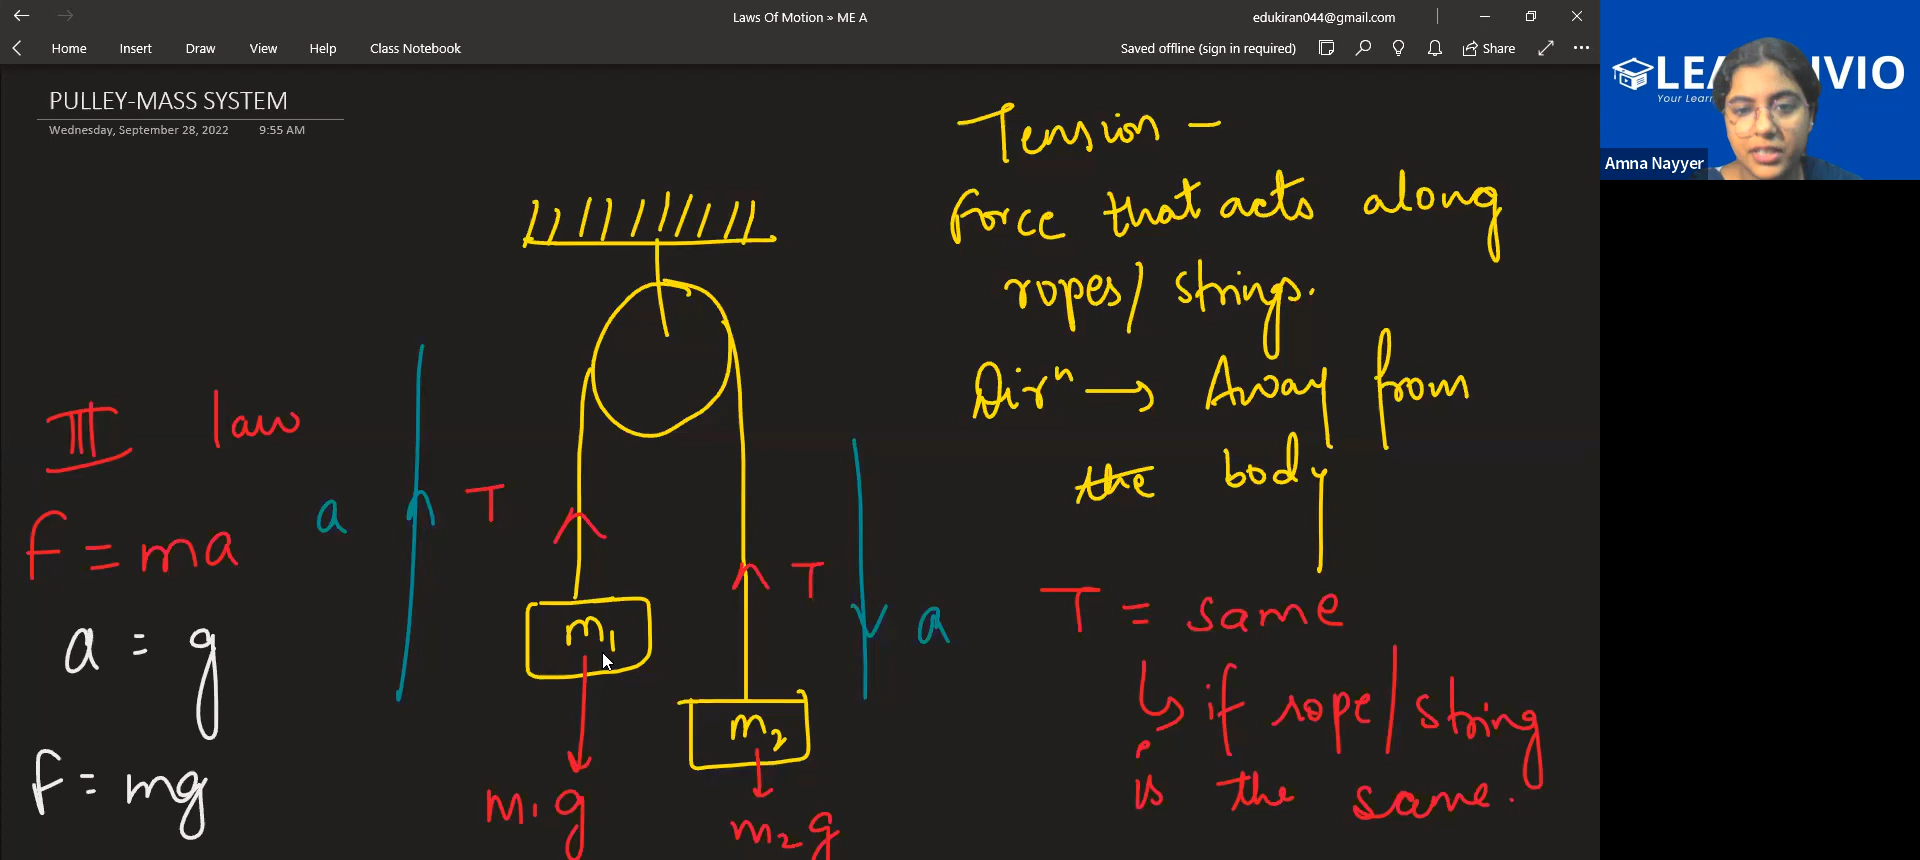 Laws Of Motion » ME A
edukiran044@gmail.com
Home Insert Draw View Help Class Notebook
Saved offline (sign in required) Share
PULLEY-MASS SYSTEM
Wednesday, September 28, 2022 9:55 AM
Tension -
Force that acts along
ropes/ strings.
Dirⁿ → Away from
the body
III law
F = ma
a = g
F = mg
a
T
T
a
m₁
m₂
m₁g
m₂g
T = same
↳ if rope/string
is the same.
Your Learn
Amna Nayyer